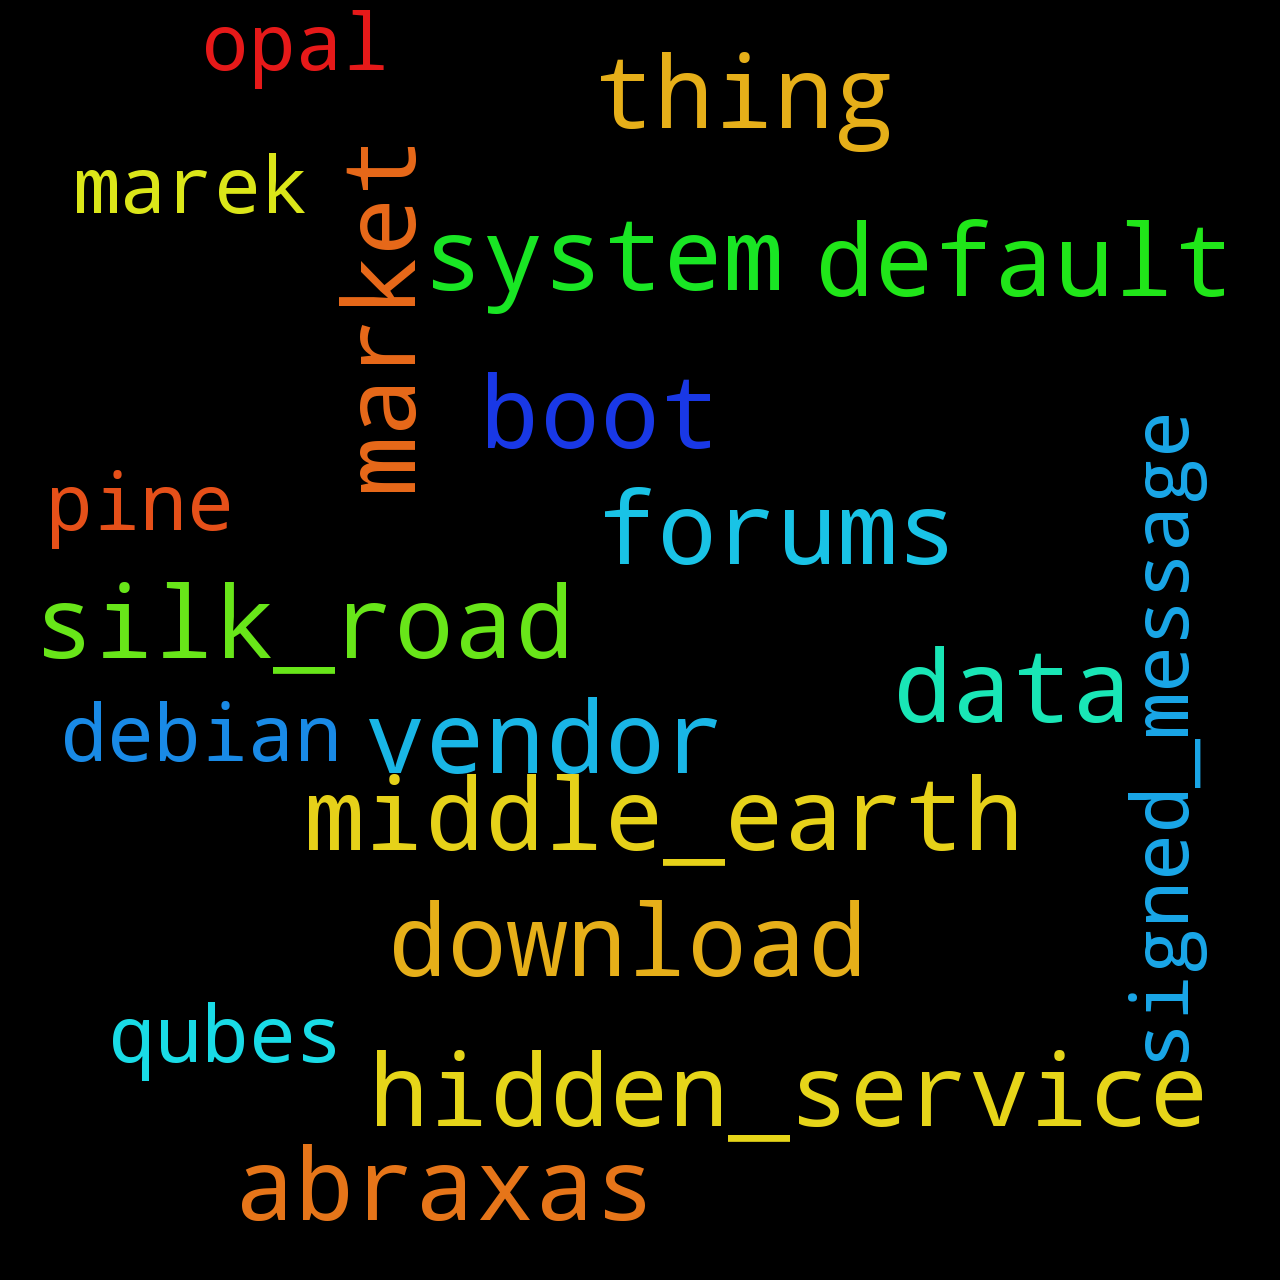 opal
thing
marek
market
system
default
boot
signed_message
pine
forums
silk_road
data
debian
vendor
middle_earth
download
qubes
hidden_service
abraxas